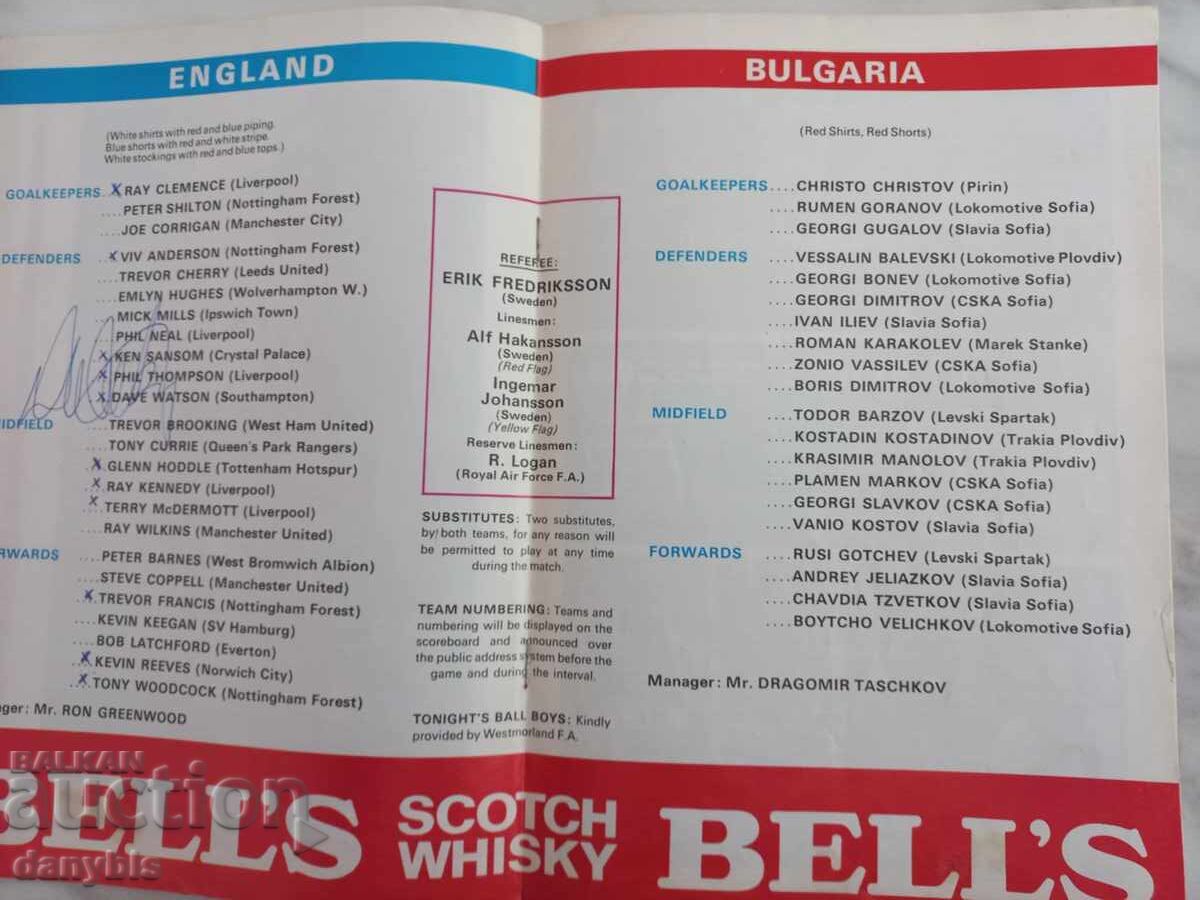 ENGLAND
(White shirts with red and blue piping.
Blue shorts with red and white stripe.
White stockings with red and blue tops.)
GOALKEEPERS..RAY CLEMENCE (Liverpool)
....PETER SHILTON (Nottingham Forest)
....JOE CORRIGAN (Manchester City)
DEFENDERS ..VIV ANDERSON (Nottingham Forest)
....TREVOR CHERRY (Leeds United)
....EMLYN HUGHES (Wolverhampton W.)
....MICK MILLS (Ipswich Town)
....PHIL NEAL (Liverpool)
..KEN SANSOM (Crystal Palace)
..PHIL THOMPSON (Liverpool)
..DAVE WATSON (Southampton)
MIDFIELD ....TREVOR BROOKING (West Ham United)
....TONY CURRIE (Queen's Park Rangers)
...GLENN HODDLE (Tottenham Hotspur)
...RAY KENNEDY (Liverpool)
...TERRY McDERMOTT (Liverpool)
....RAY WILKINS (Manchester United)
RWARDS ....PETER BARNES (West Bromwich Albion)
....STEVE COPPELL (Manchester United)
...TREVOR FRANCIS (Nottingham Forest)
....KEVIN KEEGAN (SV Hamburg)
....BOB LATCHFORD (Everton)
...KEVIN REEVES (Norwich City)
...TONY WOODCOCK (Nottingham Forest)
ager: Mr. RON GREENWOOD
REFEREE:
ERIK FREDRIKSSON
(Sweden)
Linesmen:
Alf Hakansson
(Sweden)
(Red Flag)
Ingemar
Johansson
(Sweden)
(Yellow Flag)
Reserve Linesmen:
R. Logan
(Royal Air Force F.A.)
SUBSTITUTES: Two substitutes,
by both teams, for any reason will
be permitted to play at any time
during the match.
TEAM NUMBERING: Teams and
numbering will be displayed on the
scoreboard and announced over
the public address system before the
game and during the interval.
TONIGHT'S BALL BOYS: Kindly
provided by Westmorland F.A.
BULGARIA
(Red Shirts, Red Shorts)
GOALKEEPERS ....CHRISTO CHRISTOV (Pirin)
....RUMEN GORANOV (Lokomotive Sofia)
....GEORGI GUGALOV (Slavia Sofia)
DEFENDERS ....VESSALIN BALEVSKI (Lokomotive Plovdiv)
....GEORGI BONEV (Lokomotive Sofia)
....GEORGI DIMITROV (CSKA Sofia)
....IVAN ILIEV (Slavia Sofia)
....ROMAN KARAKOLEV (Marek Stanke)
....ZONIO VASSILEV (CSKA Sofia)
....BORIS DIMITROV (Lokomotive Sofia)
MIDFIELD ....TODOR BARZOV (Levski Spartak)
....KOSTADIN KOSTADINOV (Trakia Plovdiv)
....KRASIMIR MANOLOV (Trakia Plovdiv)
....PLAMEN MARKOV (CSKA Sofia)
....GEORGI SLAVKOV (CSKA Sofia)
....VANIO KOSTOV (Slavia Sofia)
FORWARDS ....RUSI GOTCHEV (Levski Spartak)
....ANDREY JELIAZKOV (Slavia Sofia)
....CHAVDIA TZVETKOV (Slavia Sofia)
....BOYTCHO VELICHKOV (Lokomotive Sofia)
Manager: Mr. DRAGOMIR TASCHKOV
BELL'S SCOTCH WHISKY BELL'S
BALKAN
auction
danybls